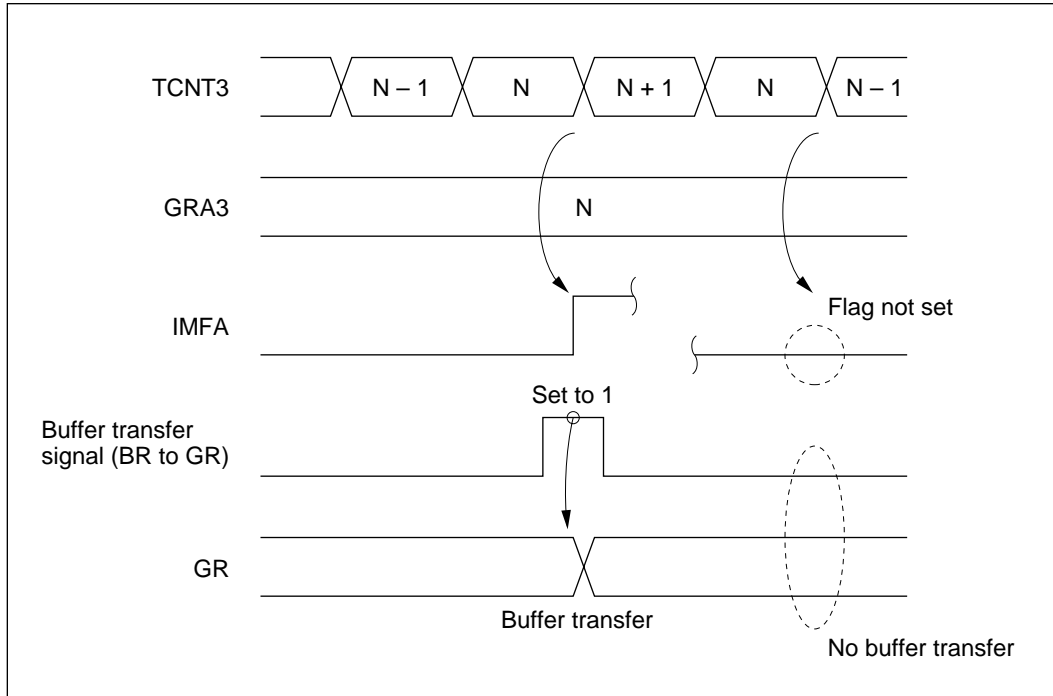 TCNT3
N – 1 N N + 1 N N – 1
GRA3
N
IMFA
Flag not set
Set to 1
Buffer transfer
signal (BR to GR)
GR
Buffer transfer
No buffer transfer